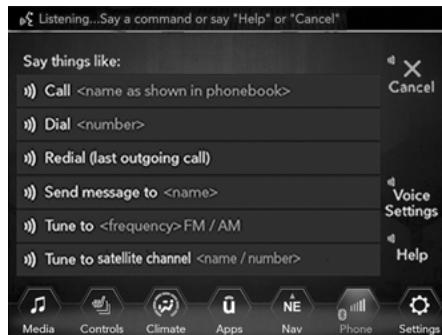 Listening...Say a command or say "Help" or "Cancel"
Say things like:
Call <name as shown in phonebook>
Dial <number>
Redial (last outgoing call)
Send message to <name>
Tune to <frequency> FM / AM
Tune to satellite channel <name / number>
Cancel
Voice
Settings
Help
û
NE
Media
Controls
Climate
Apps
Nav
Phone
Settings